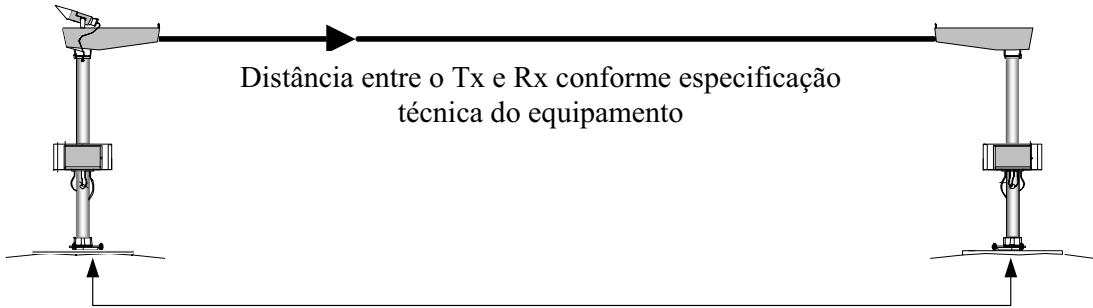 Distância entre o Tx e Rx conforme especificação
técnica do equipamento